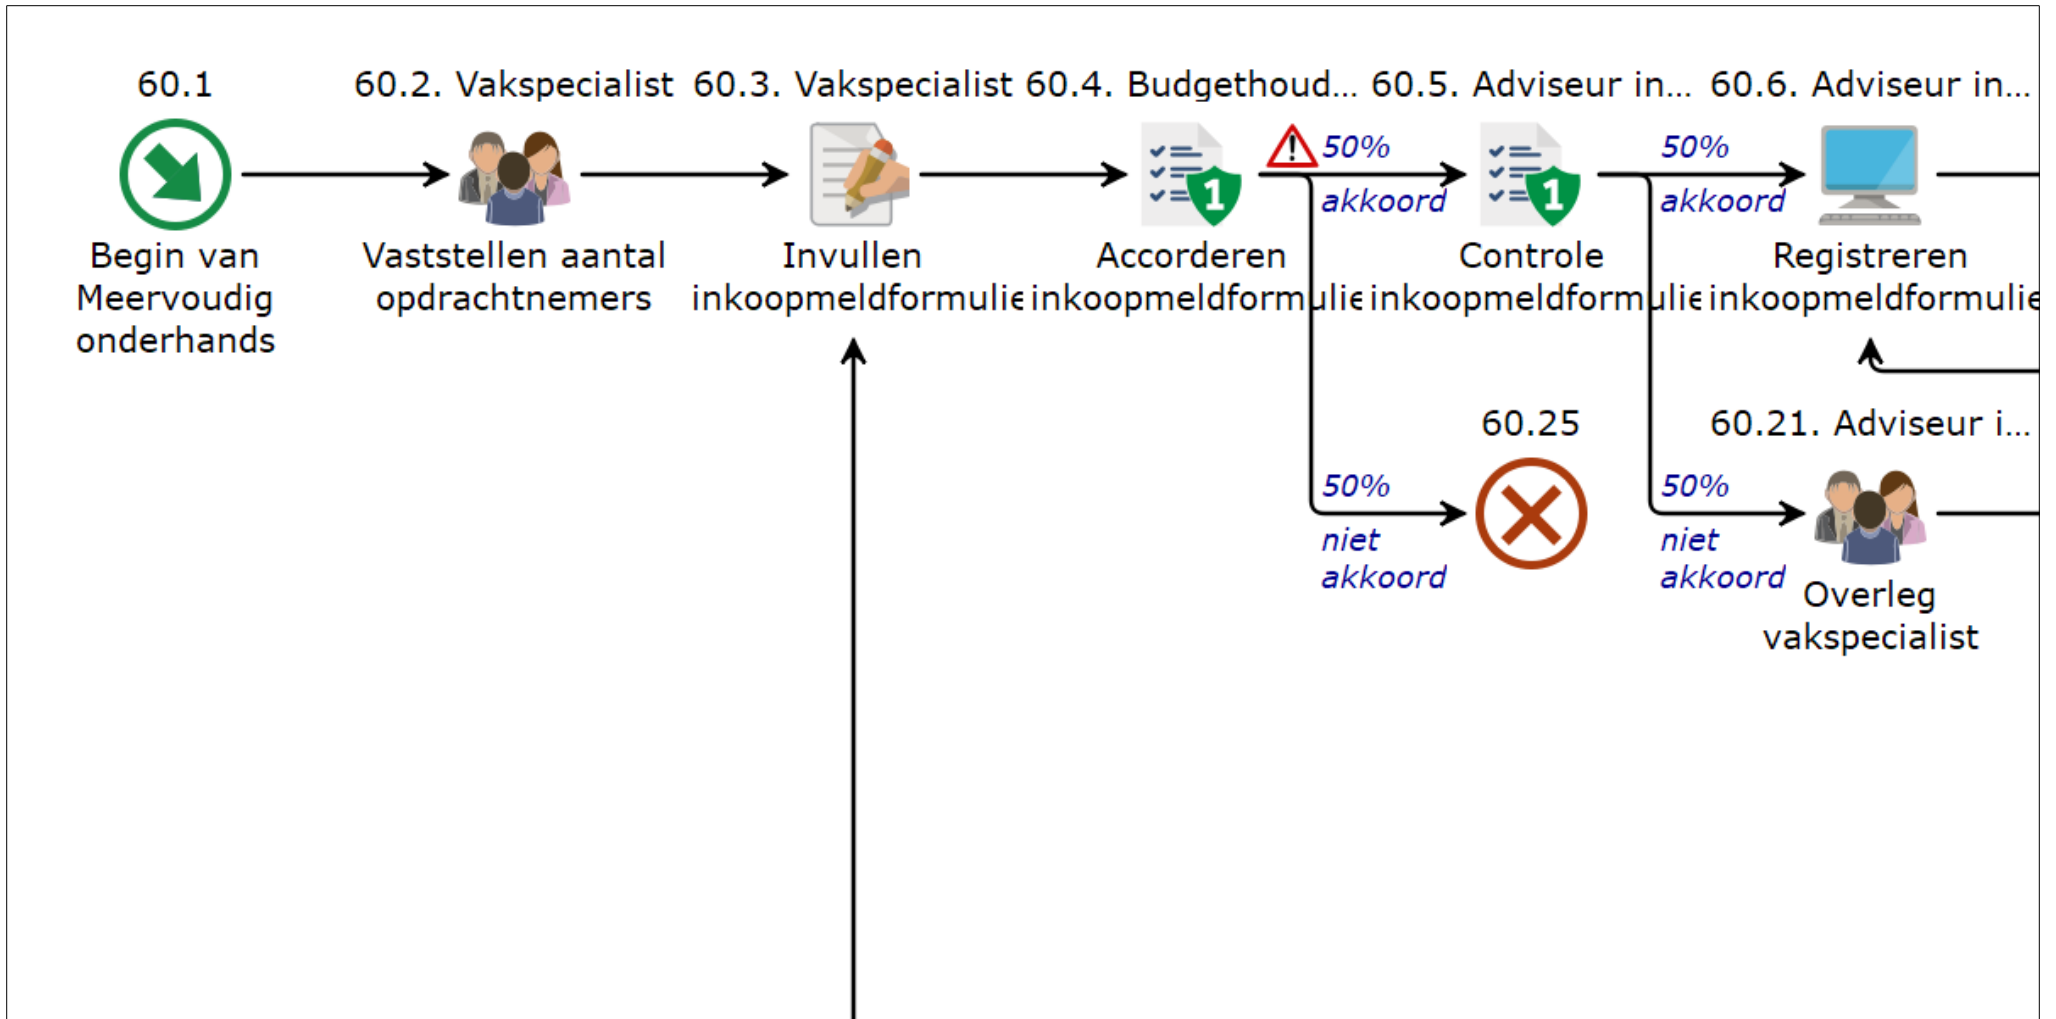 60.1
60.2. Vakspecialist
60.3. Vakspecialist
60.4. Budgethoud...
60.5. Adviseur in...
60.6. Adviseur in...
1
50%
akkoord
1
50%
akkoord
Begin van
Meervoudig
onderhands
Vaststellen aantal
opdrachtnemers
Invullen
inkoopmeldformulie
Accorderen
inkoopmeldformulie
Controle
inkoopmeldformulie
Registreren
inkoopmeldformulie
60.25
60.21. Adviseur i...
50%
niet
akkoord
50%
niet
akkoord
Overleg
vakspecialist